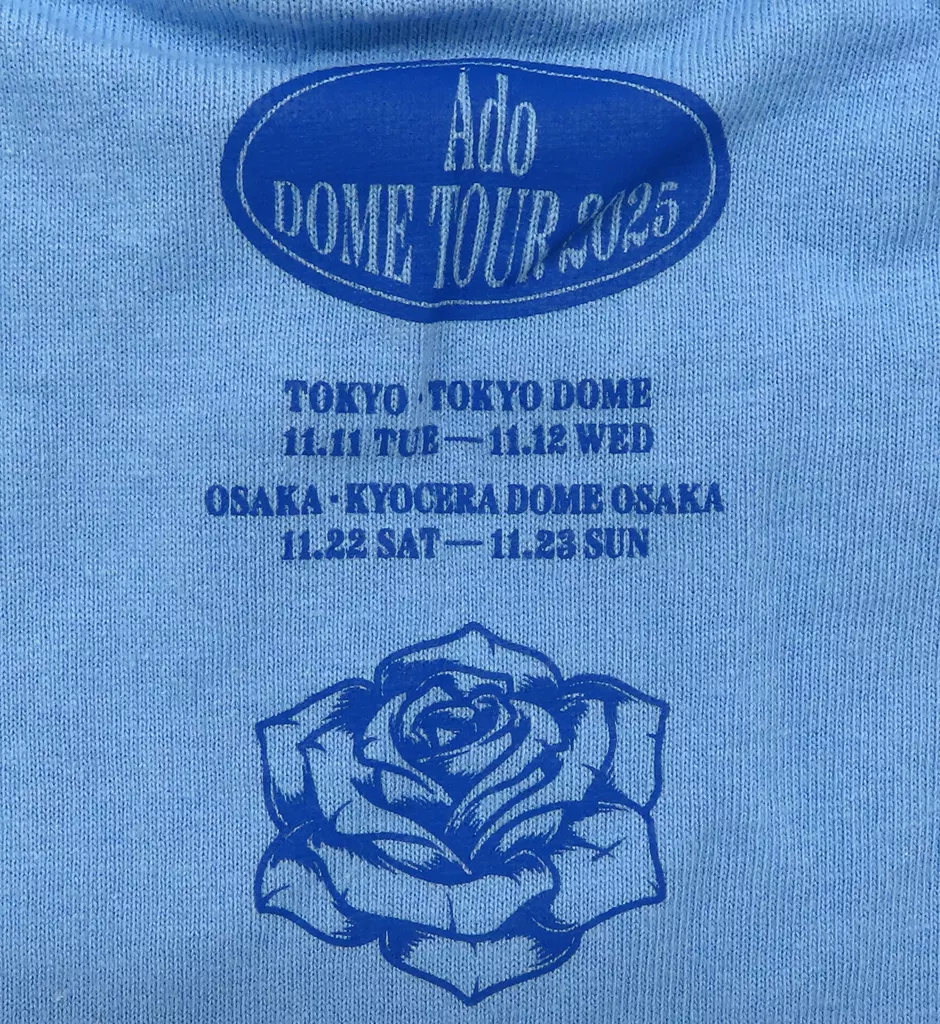 Ado
DOME TOUR 2025
TOKYO · TOKYO DOME
11.11 TUE — 11.12 WED
OSAKA · KYOCERA DOME OSAKA
11.22 SAT — 11.23 SUN